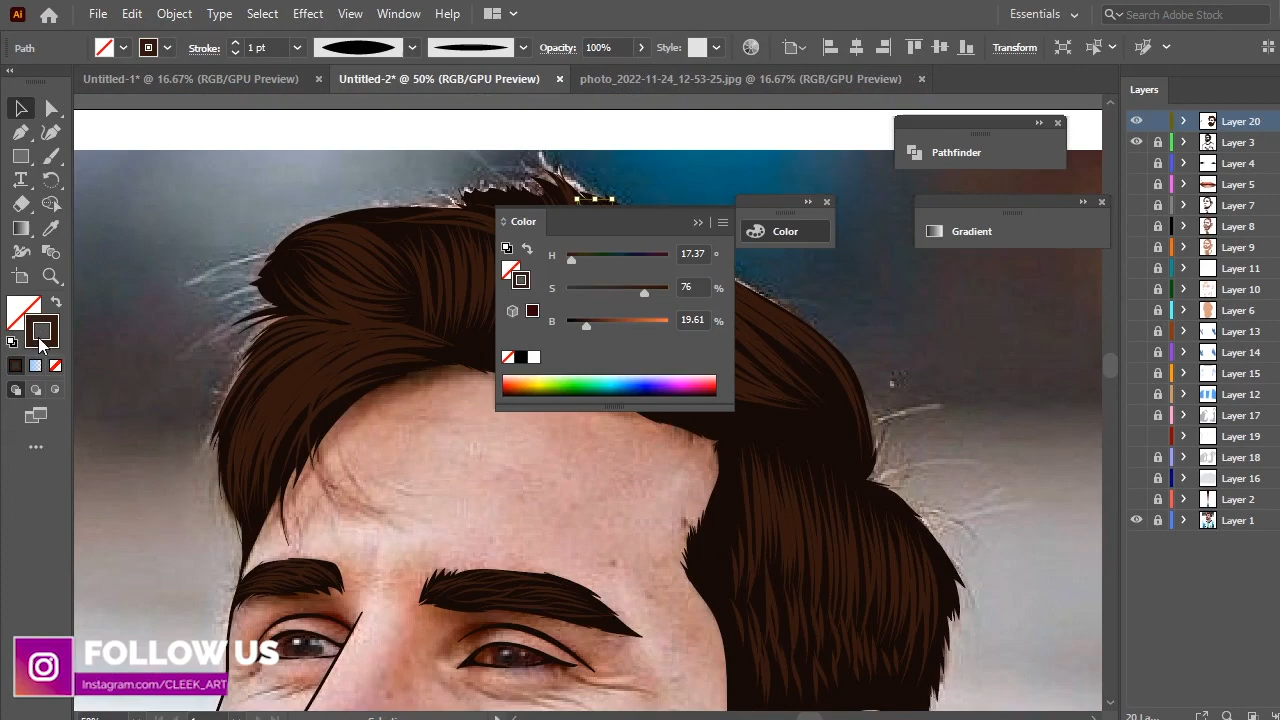 Ai File Edit Object Type Select Effect View Window Help Essentials Search Adobe Stock
Path Stroke: 1 pt Opacity: 100% Style: Transform
Untitled-1* @ 16.67% (RGB/GPU Preview) × Untitled-2* @ 50% (RGB/GPU Preview) × photo_2022-11-24_12-53-25.jpg @ 16.67% (RGB/GPU Preview) ×
Layers
Layer 20
Layer 3
Layer 4
Layer 5
Layer 7
Layer 8
Layer 9
Layer 11
Layer 10
Layer 6
Layer 13
Layer 14
Layer 15
Layer 12
Layer 17
Layer 19
Layer 18
Layer 16
Layer 2
Layer 1
Pathfinder
Color
Gradient
Color
H 17.37 °
S 76 %
B 19.61 %
FOLLOW US
Instagram.com/CLEEK_ART